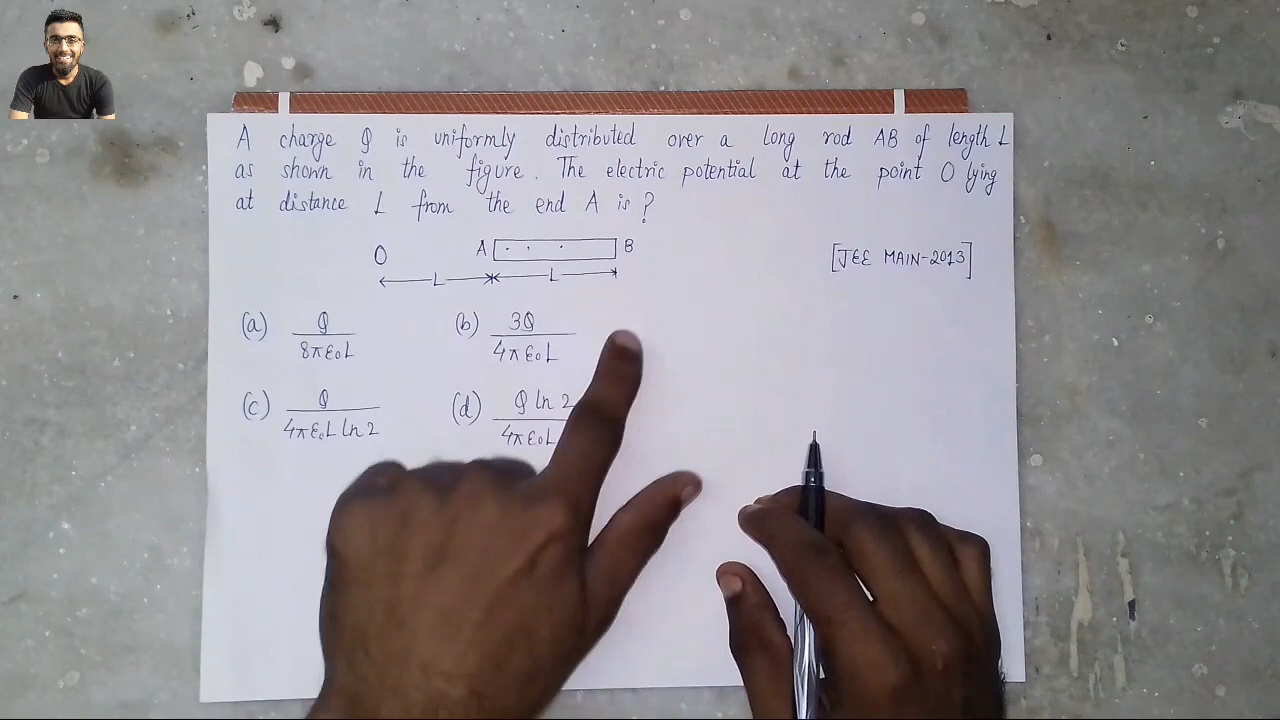 A charge Q is uniformly distributed over a long rod AB of length L
as shown in the figure. The electric potential at the point O lying
at distance L from the end A is?
O A B
L L
[JEE MAIN-2013]
(a) Q / 8πε₀L (b) 3Q / 4πε₀L
(c) Q / 4πε₀L ln 2 (d) Q ln 2 / 4πε₀L